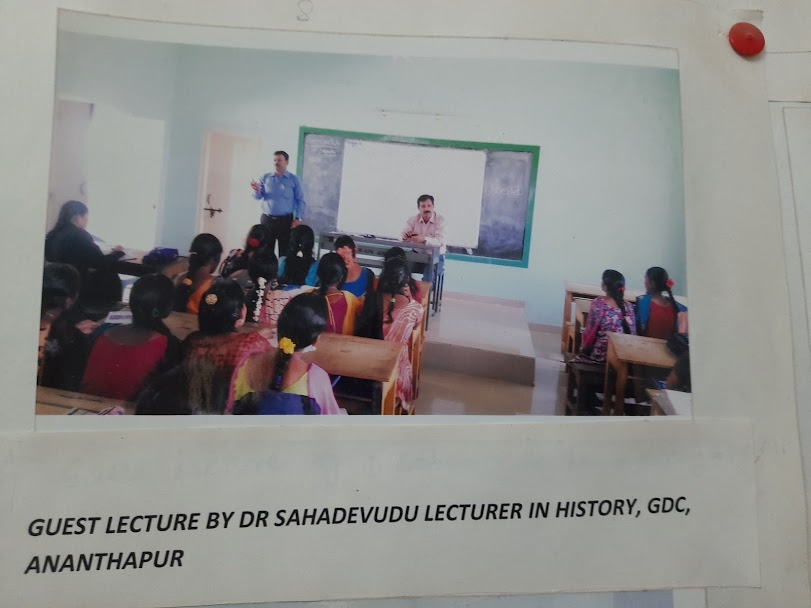 GUEST LECTURE BY DR SAHADEVUDU LECTURER IN HISTORY, GDC,
ANANTHAPUR